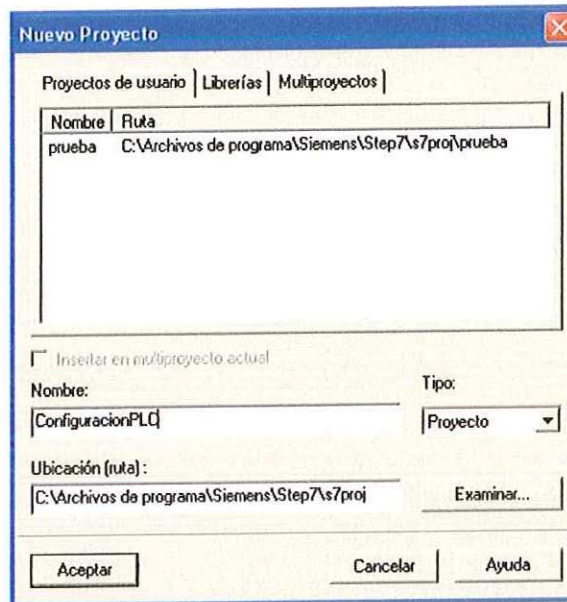 Nuevo Proyecto
Proyectos de usuario Librerías Multiproyectos
Nombre Ruta
prueba C:\Archivos de programa\Siemens\Step7\s7proj\prueba
Insertar en multiproyecto actual
Nombre: Tipo:
ConfiguracionPLC Proyecto
Ubicación (ruta) :
C:\Archivos de programa\Siemens\Step7\s7proj Examinar...
Aceptar Cancelar Ayuda